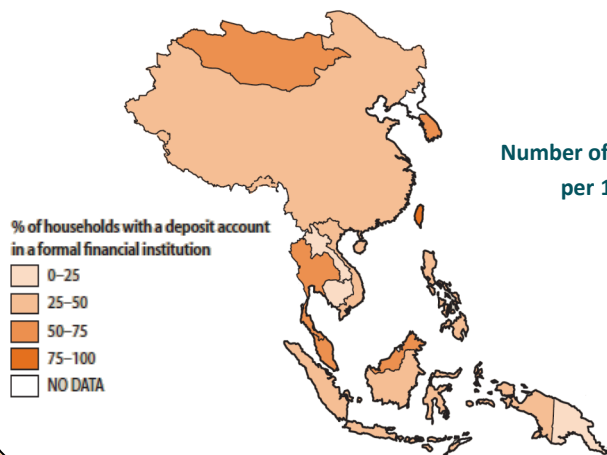 Number of
per 1
% of households with a deposit account
in a formal financial institution
0–25
25–50
50–75
75–100
NO DATA